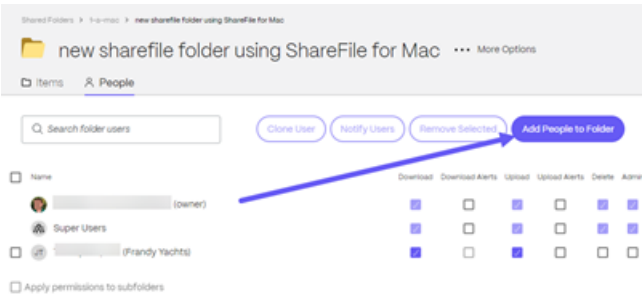 Shared Folders > 1-a-mac > new sharefile folder using ShareFile for Mac
new sharefile folder using ShareFile for Mac ••• More Options
Items People
Search folder users Clone User Notify Users Remove Selected Add People to Folder
Name Download Download Alerts Upload Upload Alerts Delete Admin
(owner)
Super Users
(Frandy Yachts)
Apply permissions to subfolders